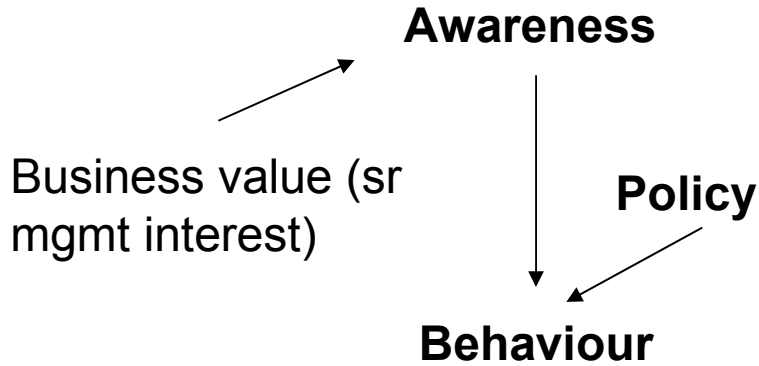 Awareness
Business value (sr
mgmt interest)
Policy
Behaviour